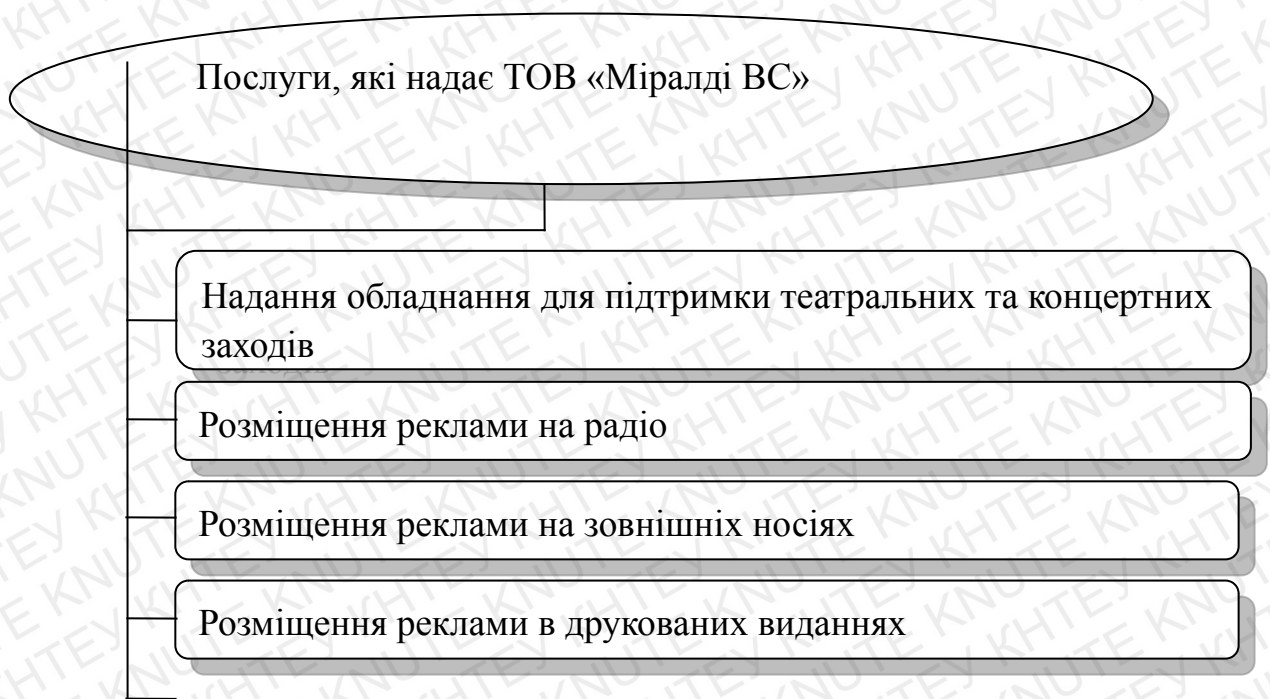 Послуги, які надає ТОВ «Міралді ВС»
Надання обладнання для підтримки театральних та концертних
заходів
Розміщення реклами на радіо
Розміщення реклами на зовнішніх носіях
Розміщення реклами в друкованих виданнях